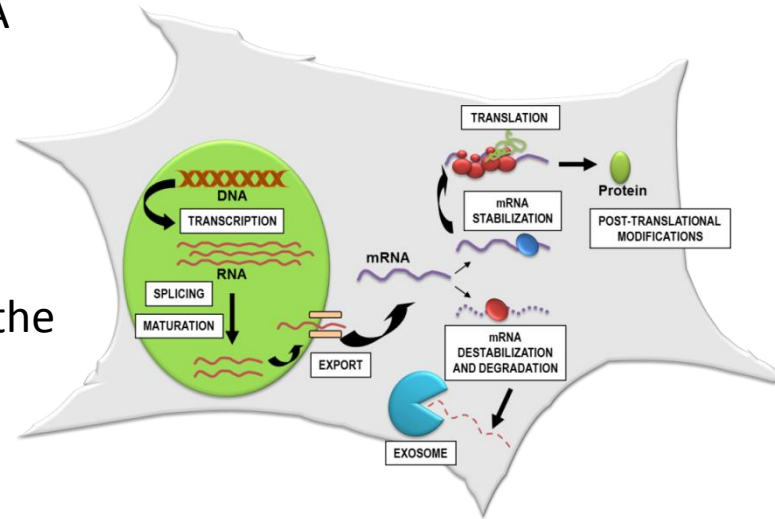 A
TRANSLATION
DNA
Protein
TRANSCRIPTION
mRNA
STABILIZATION
POST-TRANSLATIONAL
MODIFICATIONS
mRNA
RNA
SPLICING
the
MATURATION
EXPORT
mRNA
DESTABILIZATION
AND DEGRADATION
EXOSOME